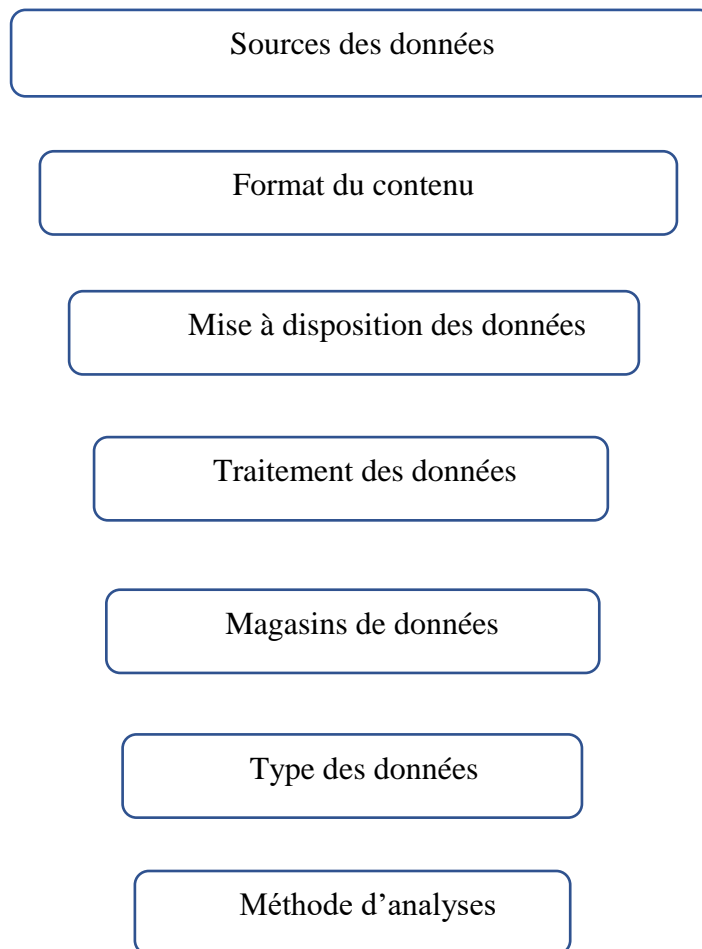 Sources des données
Format du contenu
Mise à disposition des données
Traitement des données
Magasins de données
Type des données
Méthode d’analyses